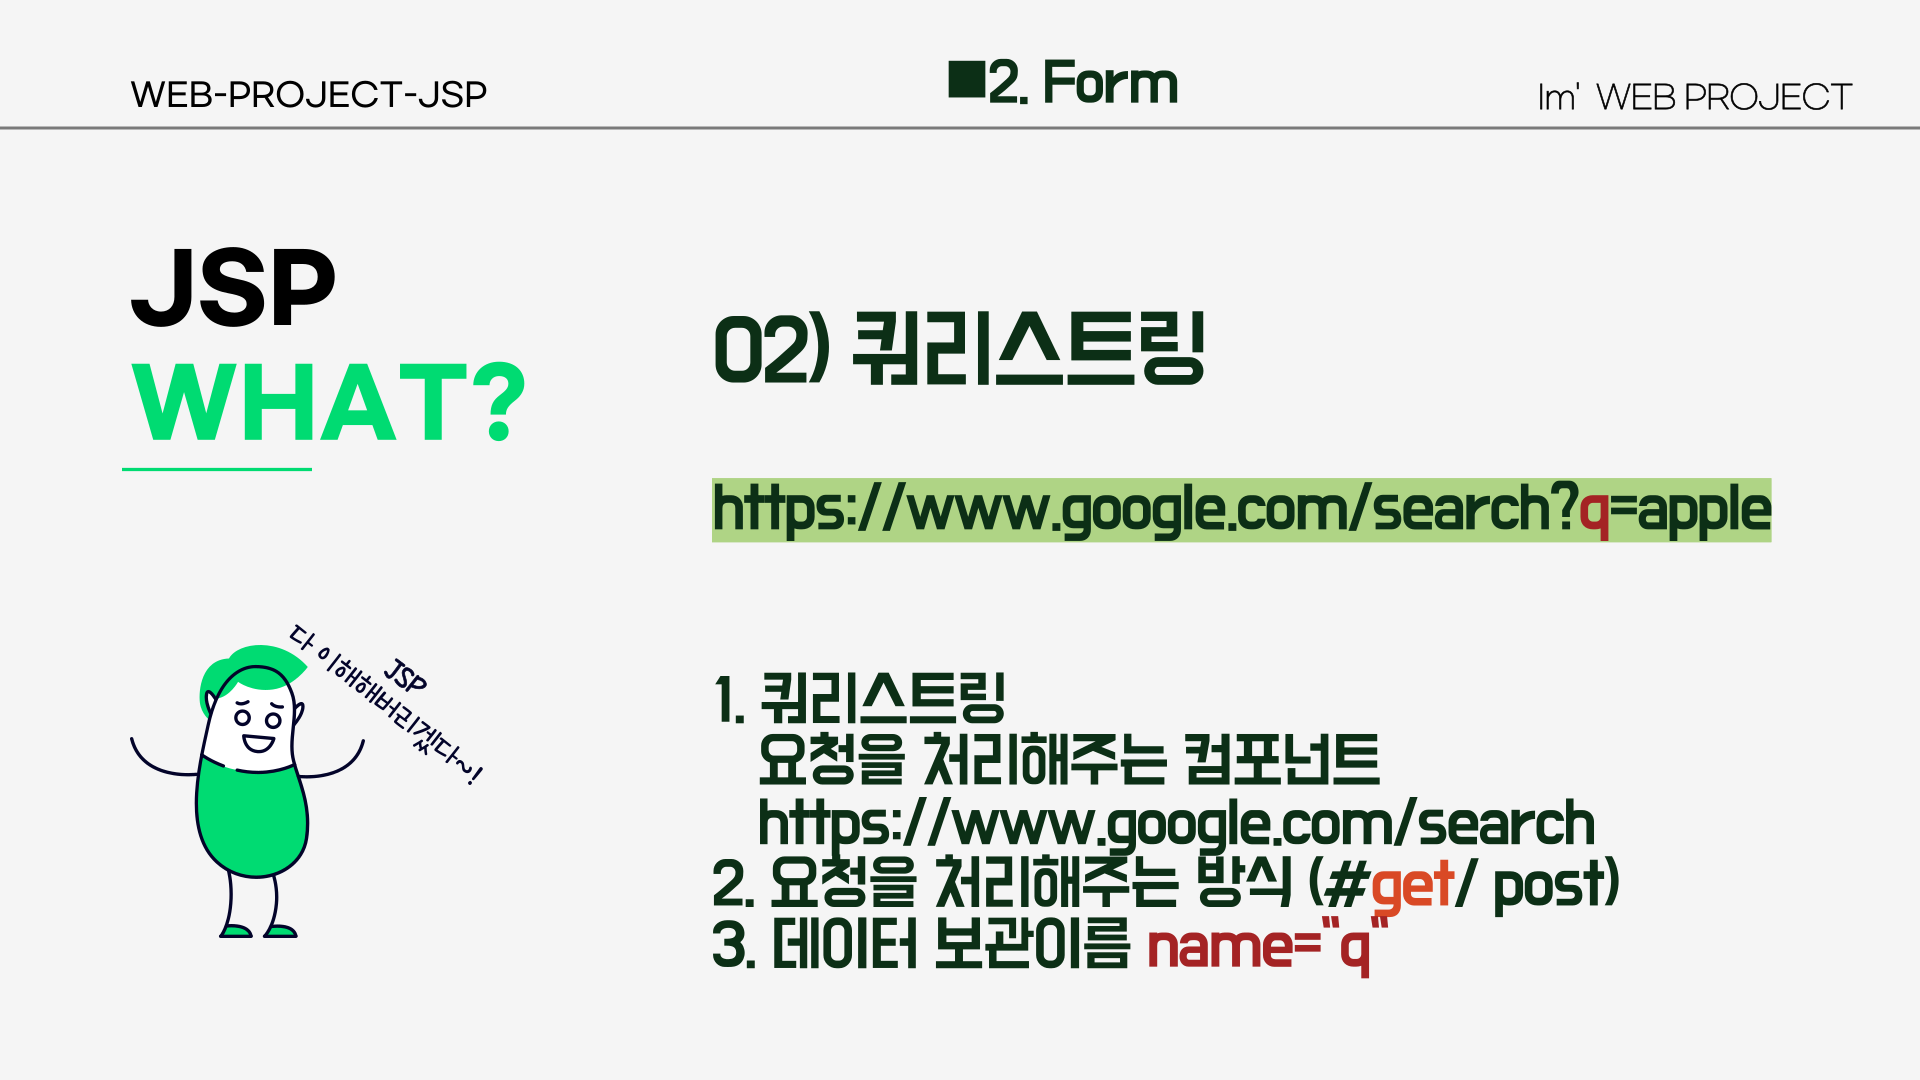 WEB-PROJECT-JSP
■2. Form
Im' WEB PROJECT
JSP
WHAT?
02) 쿼리스트링
https://www.google.com/search?q=apple
JSP
다 이해해버리겠다~!
1. 쿼리스트링
요청을 처리해주는 컴포넌트
https://www.google.com/search
2. 요청을 처리해주는 방식 (#get/ post)
3. 데이터 보관이름 name="q"